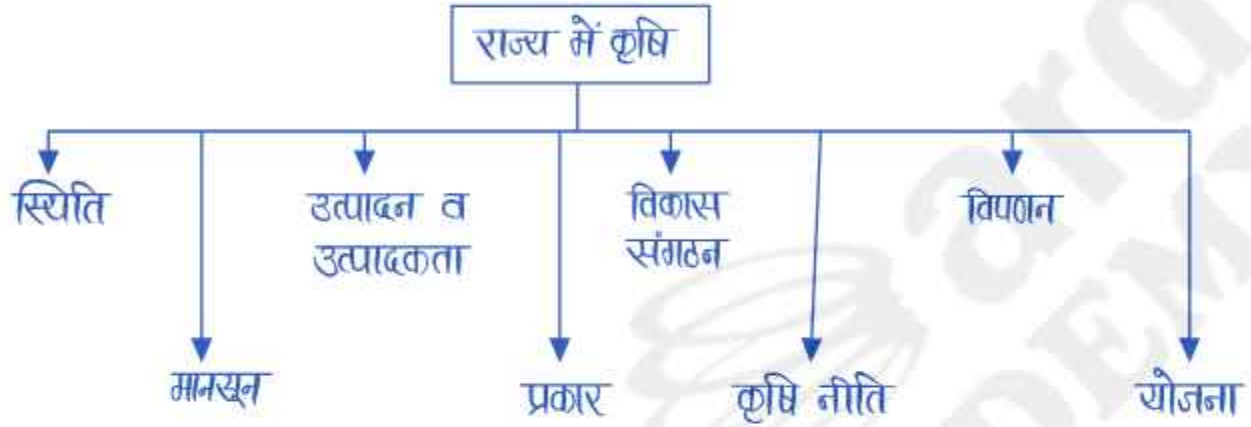 राज्य में कृषि
स्थिति
उत्पादन व
उत्पादकता
विकास
संगठन
विपणन
मानसून
प्रकार
कृषि नीति
योजना